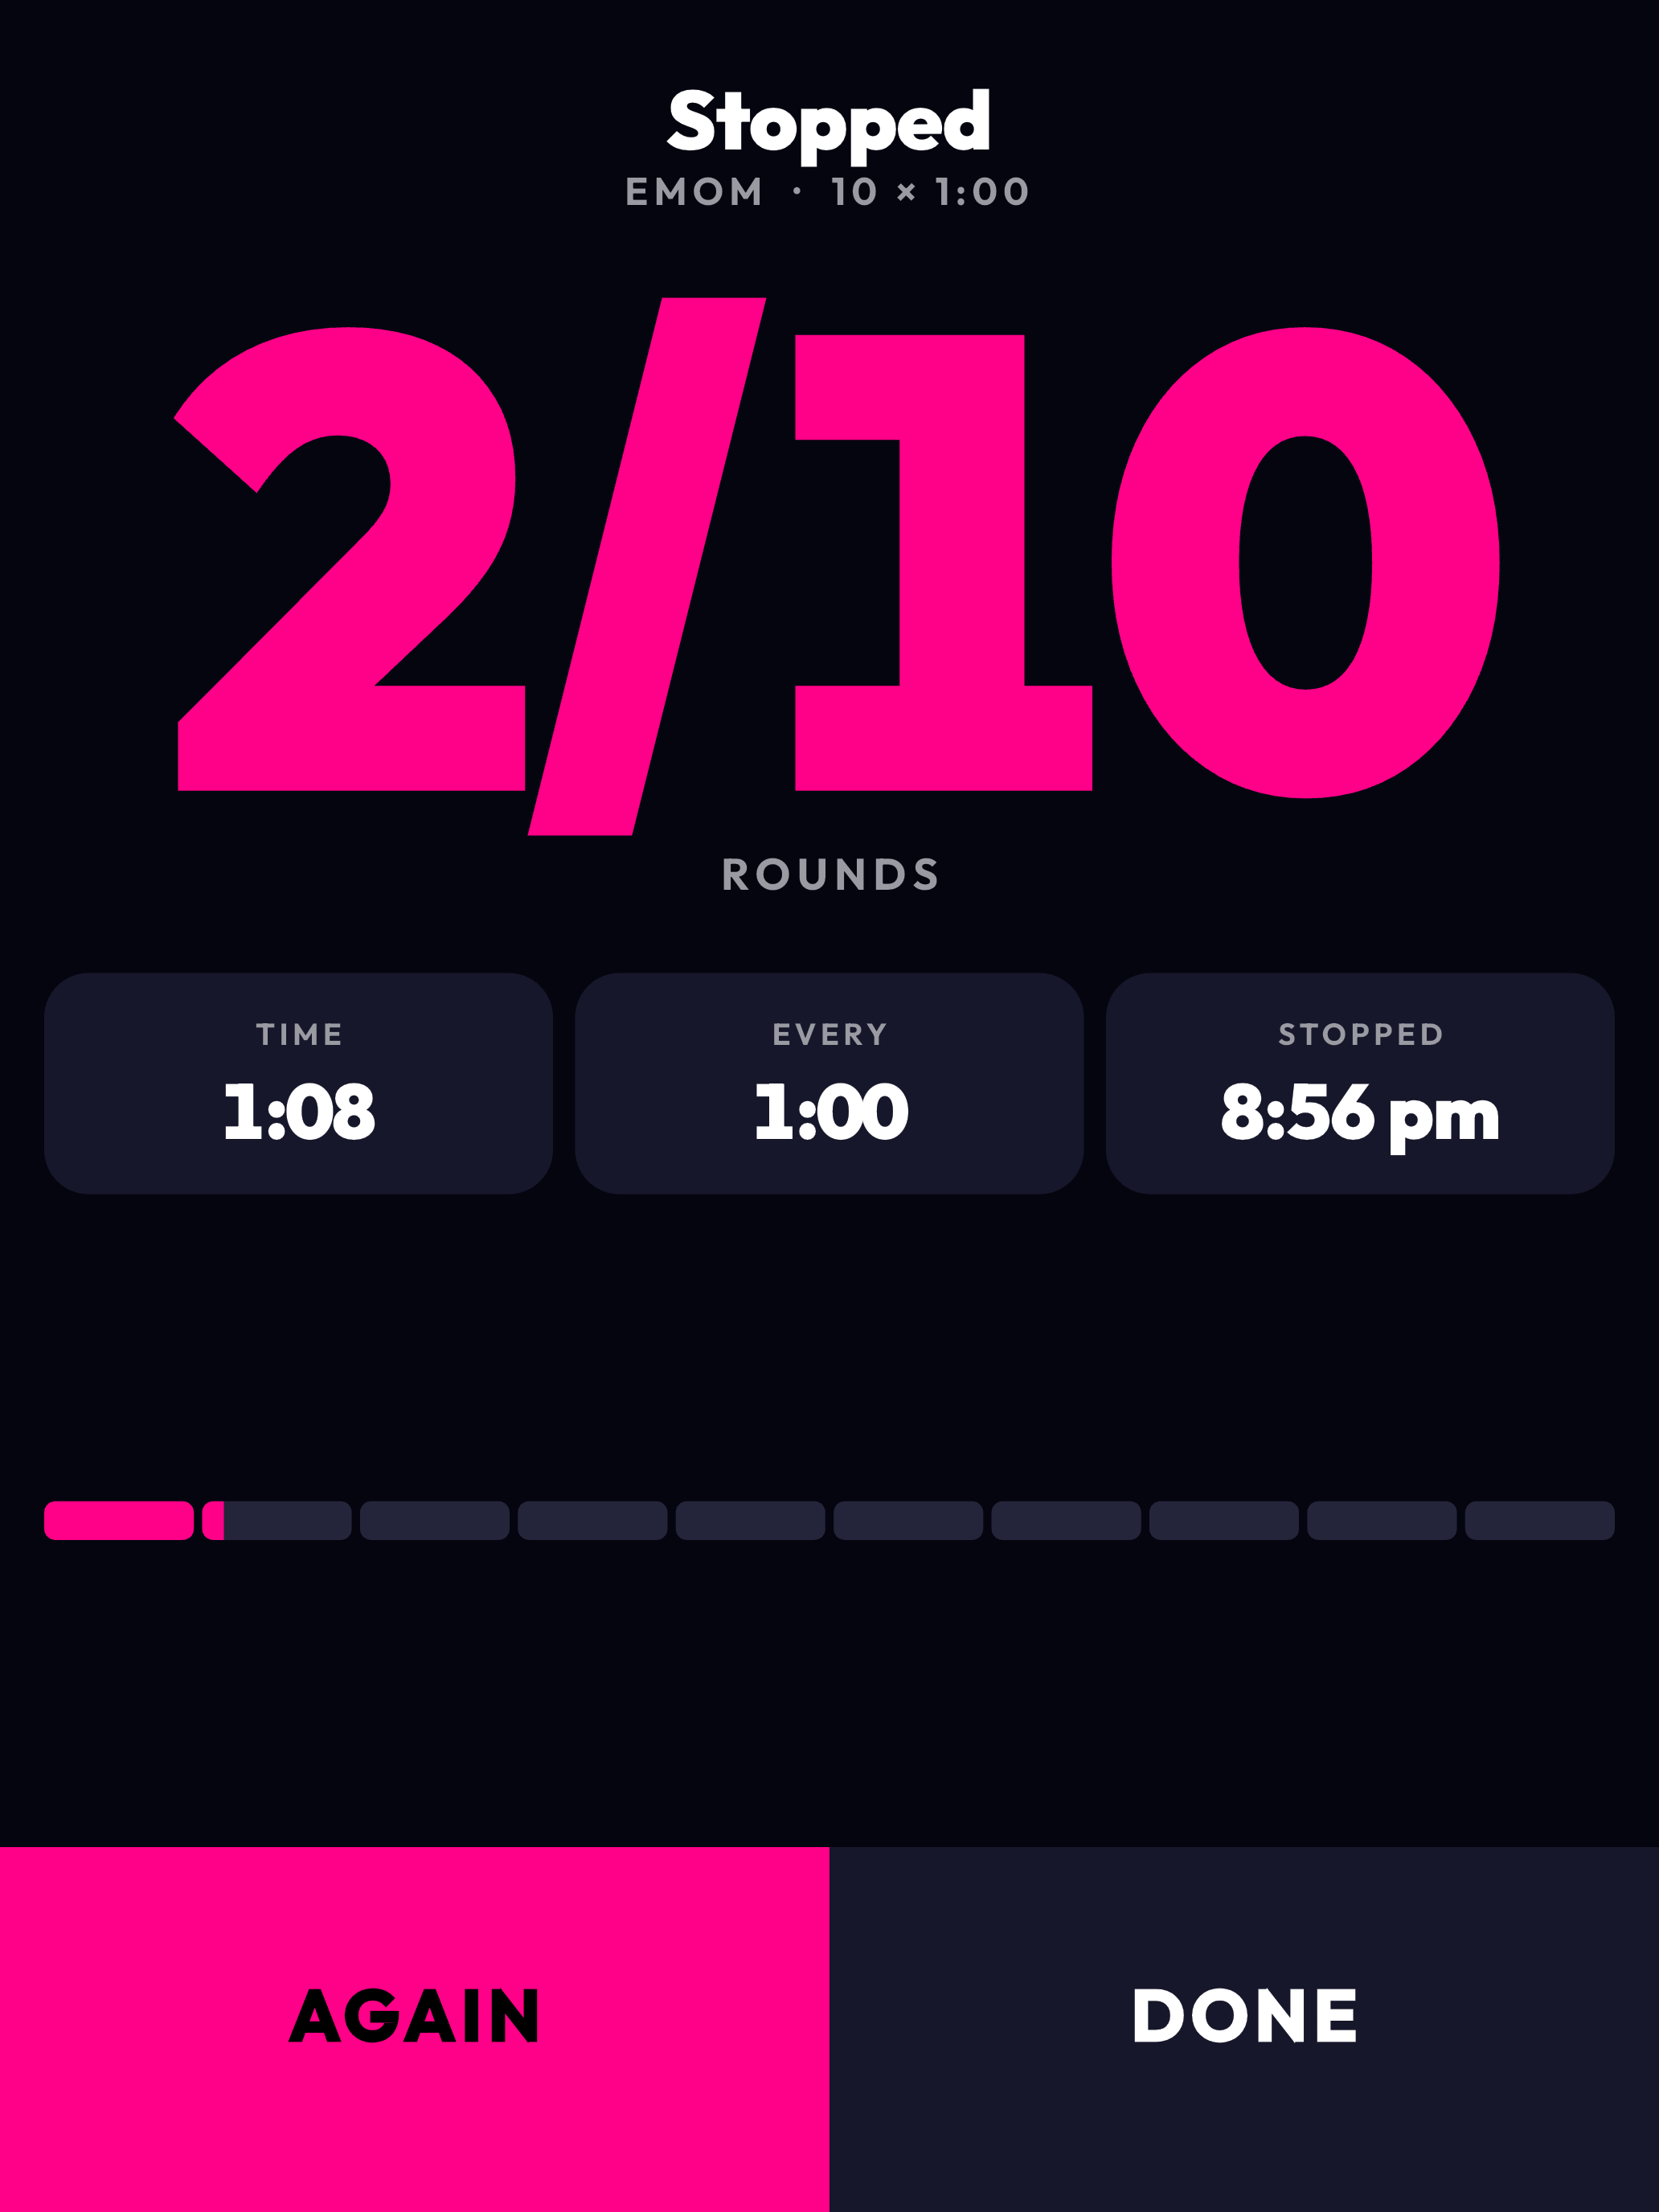 Stopped
EMOM · 10 × 1:00
2/10
ROUNDS
TIME
1:08
EVERY
1:00
STOPPED
8:56 pm
AGAIN
DONE